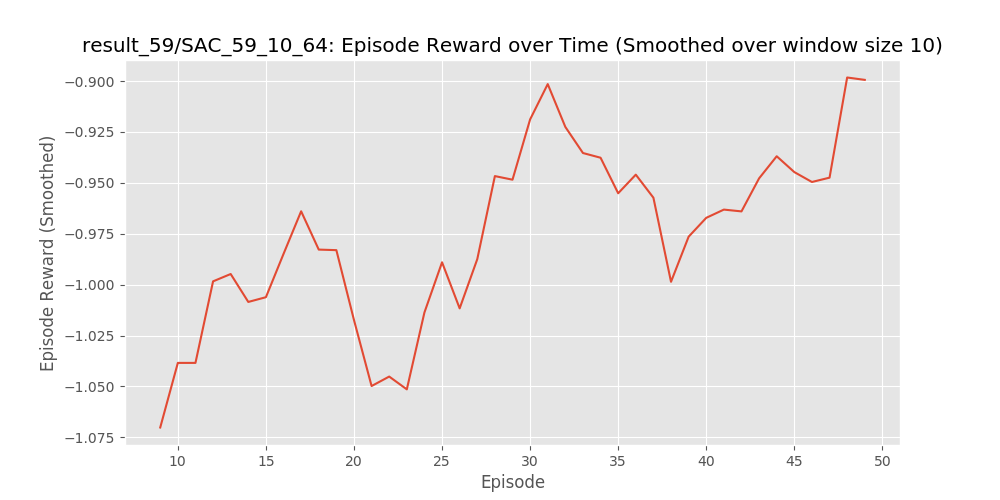 result_59/SAC_59_10_64: Episode Reward over Time (Smoothed over window size 10)
Episode Reward (Smoothed)
−0.900
−0.925
−0.950
−0.975
−1.000
−1.025
−1.050
−1.075
10 15 20 25 30 35 40 45 50
Episode